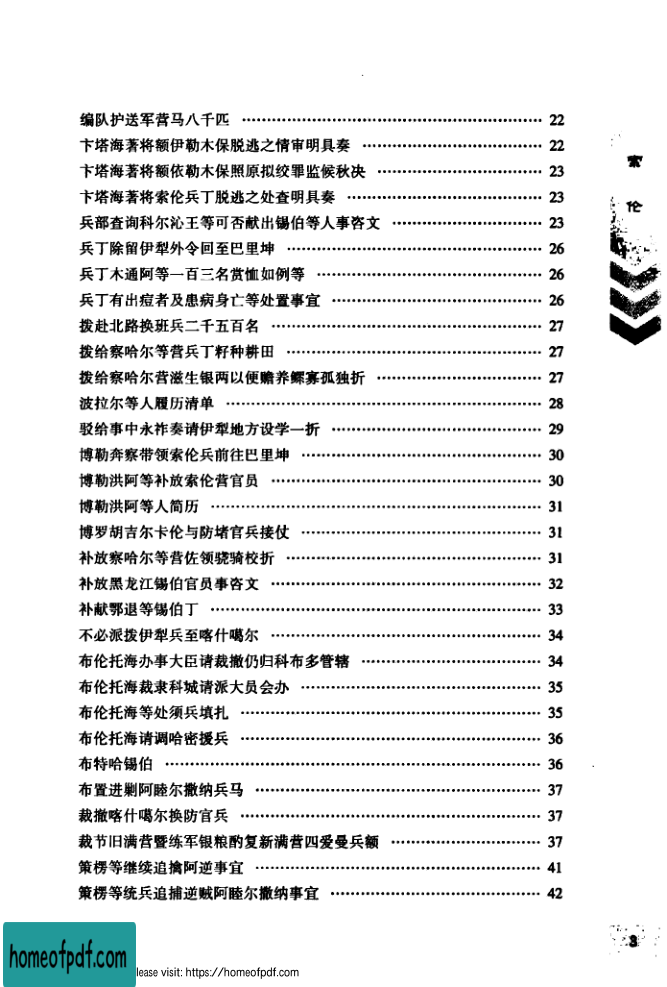 编队护送军营马八千匹 …… 22
卞塔海著将额伊勒木保脱逃之情审明具奏 …… 22
卞塔海著将额依勒木保照原拟绞罪监候秋决 …… 23
卞塔海著将索伦兵丁脱逃之处查明具奏 …… 23
兵部查询科尔沁王等可否献出锡伯等人事咨文 …… 23
兵丁除留伊犁外令回至巴里坤 …… 26
兵丁木通阿等一百三名赏恤如例等 …… 26
兵丁有出痘者及患病身亡等处置事宜 …… 26
拨赴北路换班兵二千五百名 …… 27
拨给察哈尔等营兵丁籽种耕田 …… 27
拨给察哈尔营滋生银两以便赡养鳏寡孤独折 …… 27
波拉尔等人履历清单 …… 28
驳给事中永祚奏请伊犁地方设学一折 …… 29
博勒奔察带领索伦兵前往巴里坤 …… 30
博勒洪阿等补放索伦营官员 …… 30
博勒洪阿等人简历 …… 31
博罗胡吉尔卡伦与防堵官兵接仗 …… 31
补放察哈尔等营佐领骁骑校折 …… 31
补放黑龙江锡伯官员事咨文 …… 32
补献鄂退等锡伯丁 …… 33
不必派拨伊犁兵至喀什噶尔 …… 34
布伦托海办事大臣请裁撤仍归科布多管辖 …… 34
布伦托海裁隶科城请派大员会办 …… 35
布伦托海等处须兵填扎 …… 35
布伦托海请调哈密援兵 …… 36
布特哈锡伯 …… 36
布置进剿阿睦尔撒纳兵马 …… 37
裁撤喀什噶尔换防官兵 …… 37
裁节旧满营暨练军银粮酌复新满营四爱曼兵额 …… 37
策楞等继续追擒阿逆事宜 …… 41
策楞等统兵追捕逆贼阿睦尔撒纳事宜 …… 42
索
伦
3
homeofpdf.com
lease visit: https://homeofpdf.com